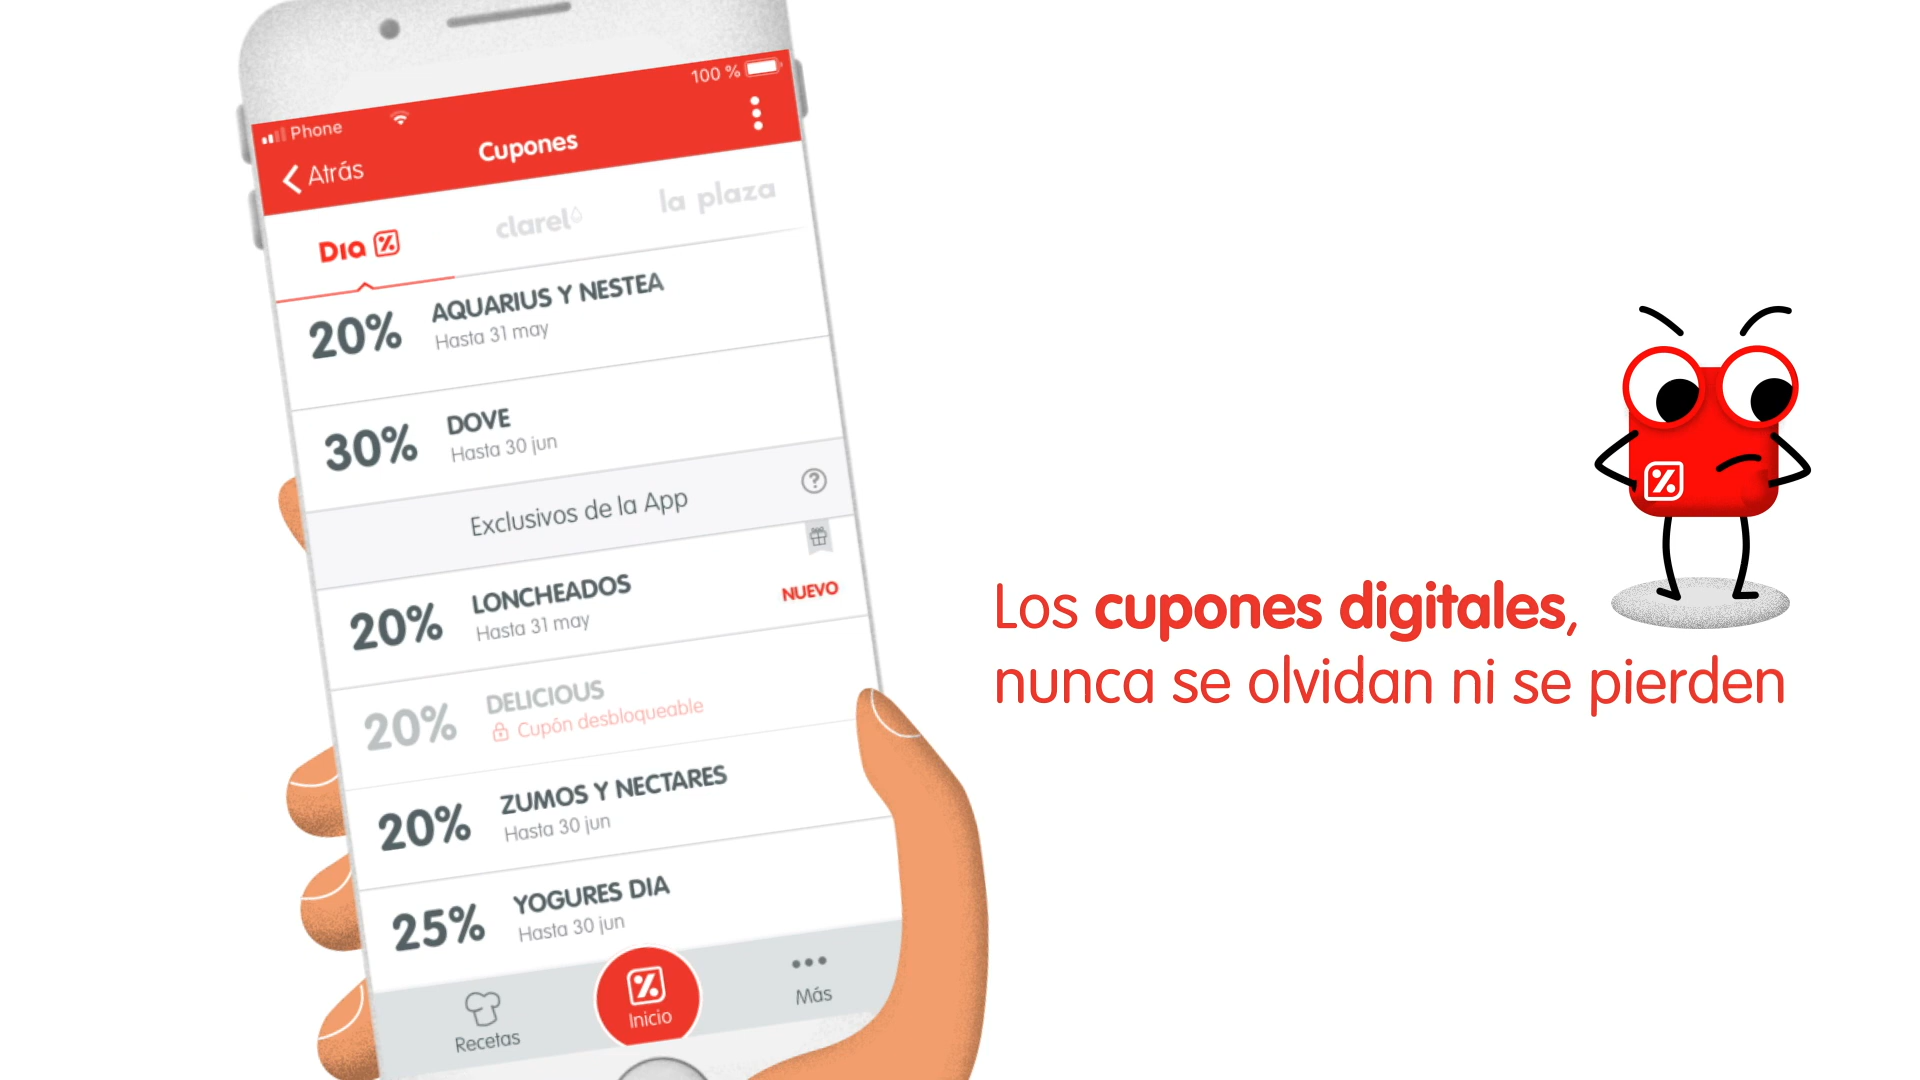 100 %
Phone
Atrás
Cupones
Dia
clarel
la plaza
20%
AQUARIUS Y NESTEA
Hasta 31 may
30%
DOVE
Hasta 30 jun
Exclusivos de la App
?
20%
LONCHEADOS
Hasta 31 may
NUEVO
20%
DELICIOUS
Cupón desbloqueable
20%
ZUMOS Y NECTARES
Hasta 30 jun
25%
YOGURES DIA
Hasta 30 jun
Recetas
Inicio
Más
Los cupones digitales,
nunca se olvidan ni se pierden